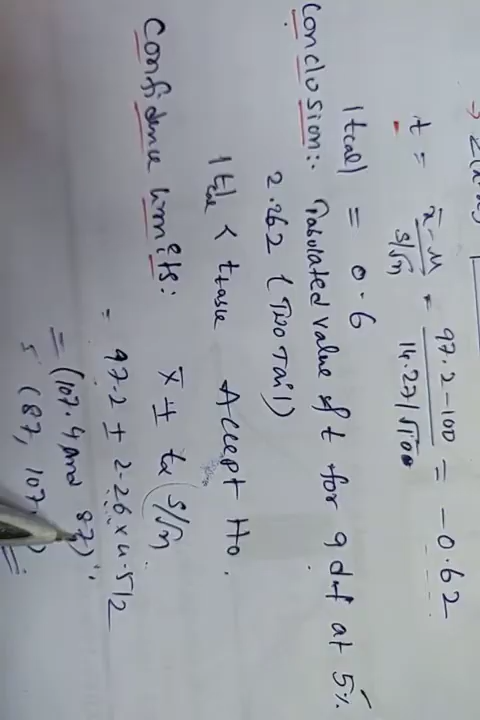 t = x̄ - μ / S/√n = 97.2 - 100 / 14.27/√10 = - 0.62
|tcal| = 0.6
Conclusion: Tabulated value of t for 9 d.f at 5%
2.262 (Two Tail)
|tcal < ttable Accept Ho.
Confidence limits: x̄ ± tα (S/√n)
= 97.2 ± 2.26 × 4.512
= (107.4 and 87)
(87, 107.